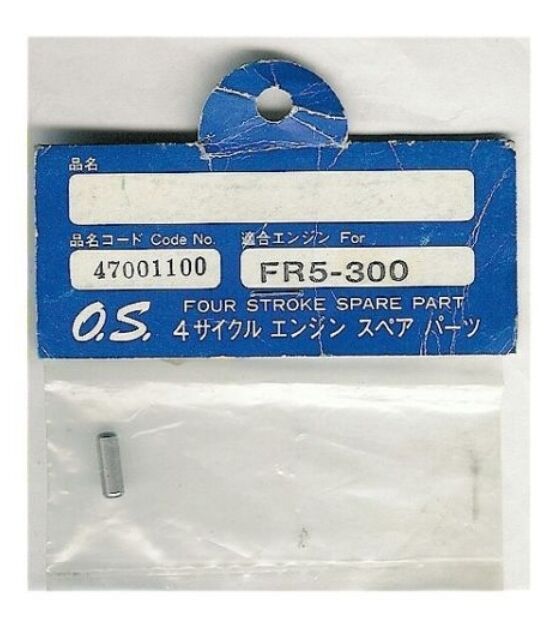 品名
品名コード Code No. 適合エンジン For
47001100 FR5-300
O.S. FOUR STROKE SPARE PART
4サイクル エンジン スペア パーツ